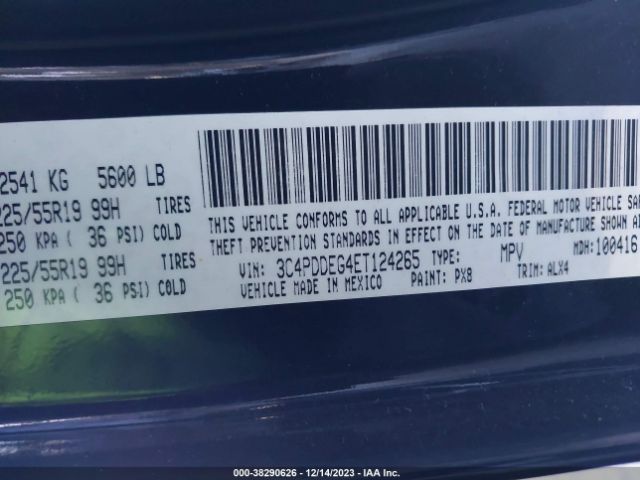 2541 KG 5600 LB
225/55R19 99H TIRES
250 KPA ( 36 PSI) COLD
225/55R19 99H TIRES
250 KPA ( 36 PSI) COLD
THIS VEHICLE CONFORMS TO ALL APPLICABLE U.S.A. FEDERAL MOTOR VEHICLE SAF
THEFT PREVENTION STANDARDS IN EFFECT ON THE DATE OF MANUFACTURE SHOWN AB
VIN: 3C4PDDEG4ET124265 TYPE: MPV MDH:100416
VEHICLE MADE IN MEXICO PAINT: PX8 TRIM: ALX4
000-38290626 - 12/14/2023 - IAA Inc.